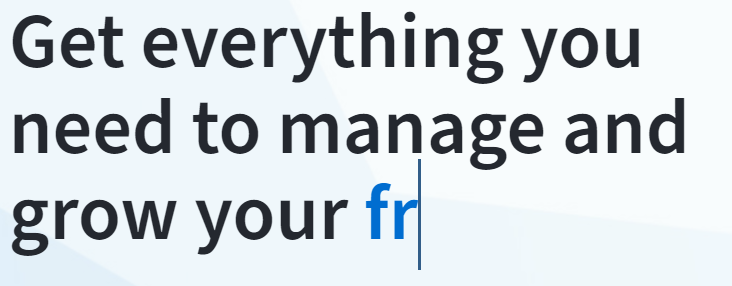 Get everything you
need to manage and
grow your fr